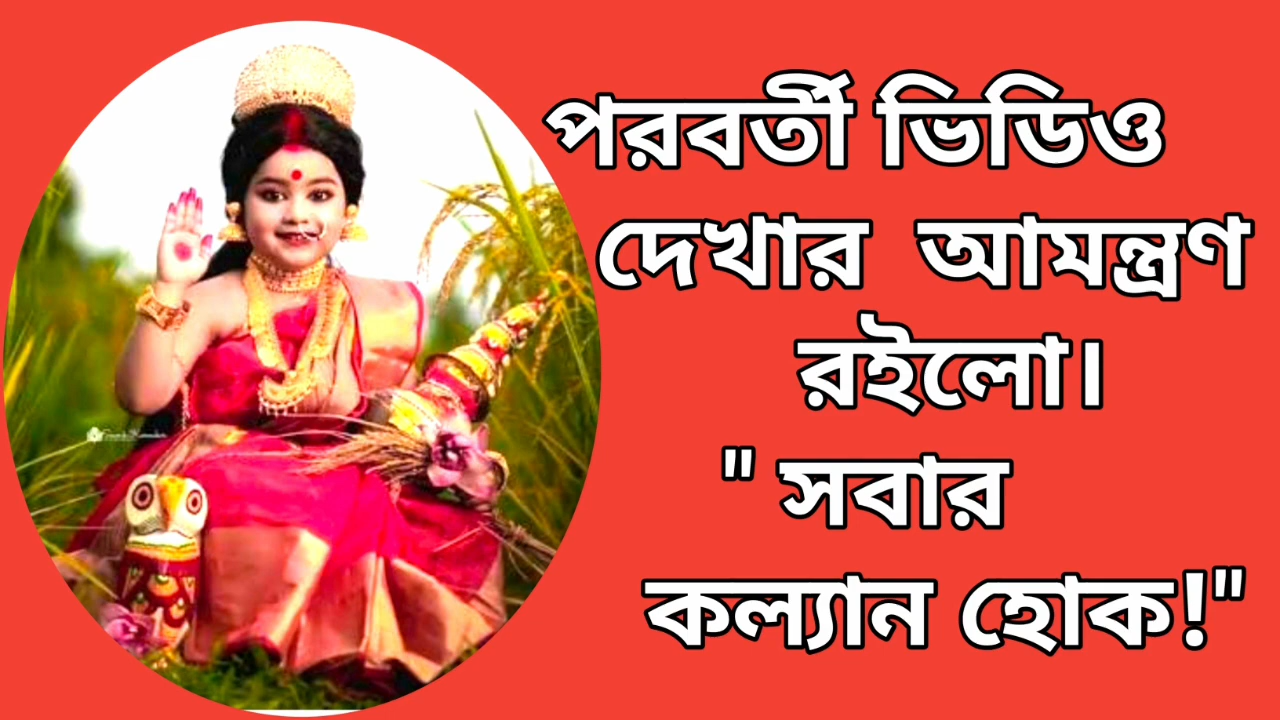 পরবর্তী ভিডিও
দেখার আমন্ত্রণ
রইলো।
" সবার
কল্যান হোক!"